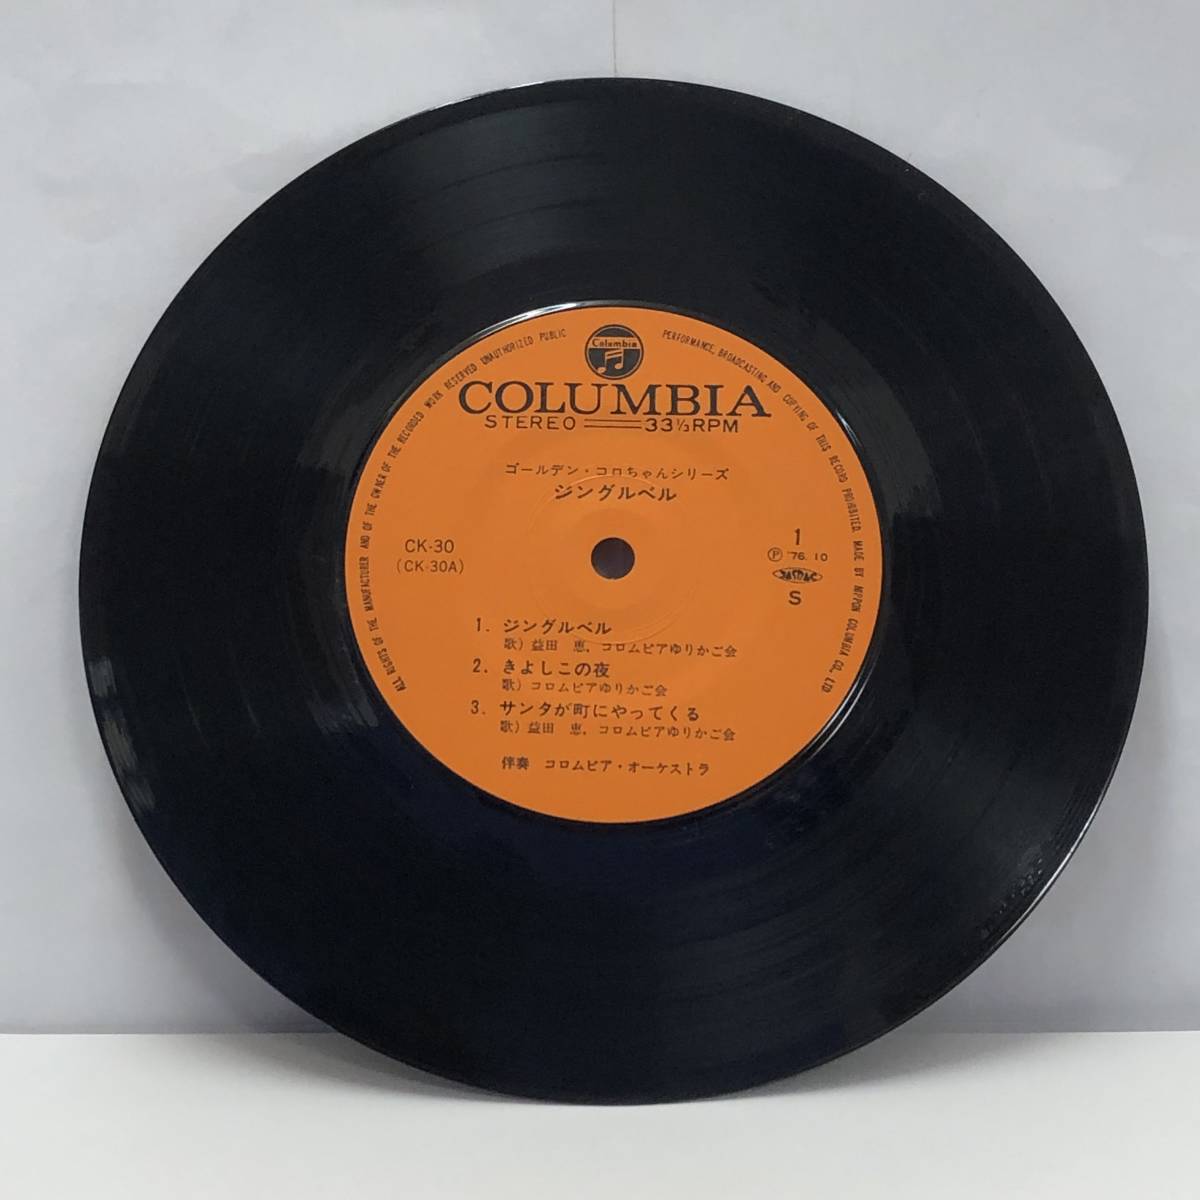 ALL RIGHTS OF THE MANUFACTURER AND OF THE OWNER OF THE RECORDED WORK RESERVED UNAUTHORIZED PUBLIC PERFORMANCE, BROADCASTING AND COPYING OF THIS RECORD PROHIBITED. MADE BY NIPPON COLUMBIA CO., LTD
Columbia
COLUMBIA
STEREO 33⅓RPM
ゴールデン・コロちゃんシリーズ
ジングルベル
CK-30
(CK-30A)
1
Ⓟ '76. 10
JASRAC
S
1. ジングルベル
歌) 益田 恵, コロムビアゆりかご会
2. きよしこの夜
歌) コロムビアゆりかご会
3. サンタが町にやってくる
歌) 益田 恵, コロムビアゆりかご会
伴奏 コロムビア・オーケストラ